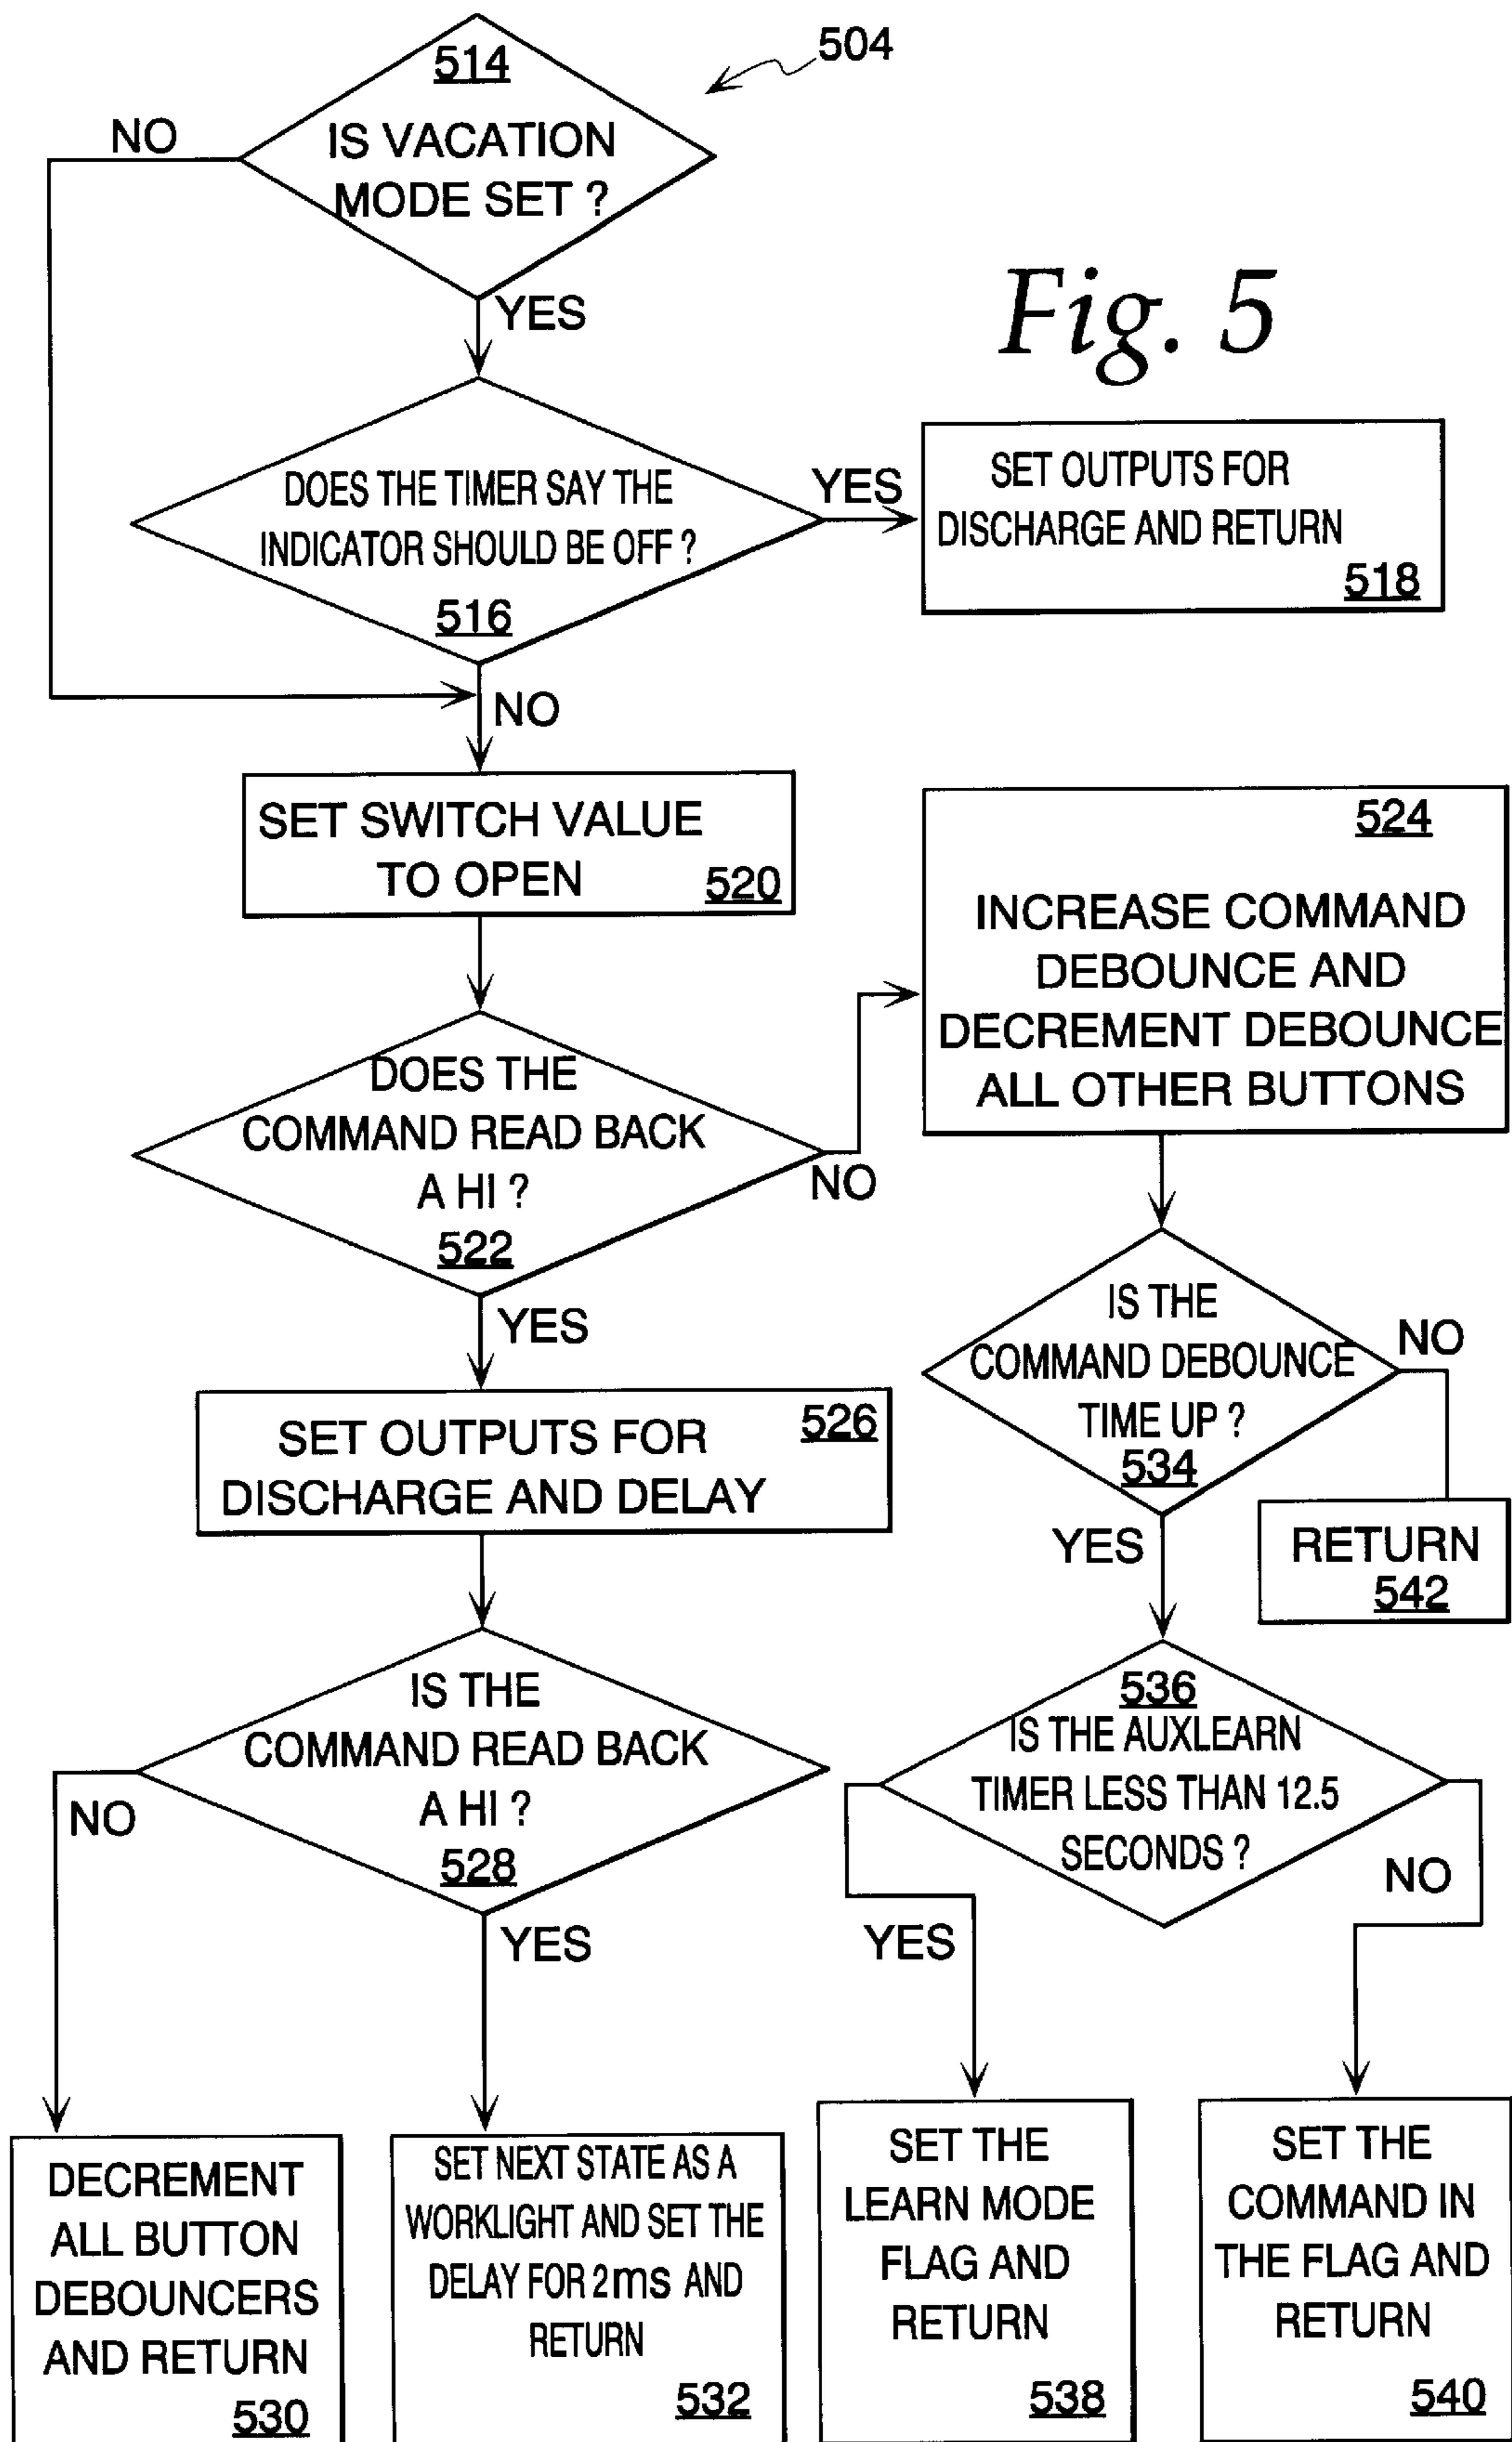 504
514
IS VACATION
MODE SET ?
NO
YES
Fig. 5
DOES THE TIMER SAY THE
INDICATOR SHOULD BE OFF ?
516
YES
SET OUTPUTS FOR
DISCHARGE AND RETURN
518
NO
SET SWITCH VALUE
TO OPEN
520
DOES THE
COMMAND READ BACK
A HI ?
522
NO
524
INCREASE COMMAND
DEBOUNCE AND
DECREMENT DEBOUNCE
ALL OTHER BUTTONS
YES
SET OUTPUTS FOR
DISCHARGE AND DELAY
526
IS THE
COMMAND DEBOUNCE
TIME UP ?
534
NO
RETURN
542
YES
IS THE
COMMAND READ BACK
A HI ?
528
NO
YES
536
IS THE AUXLEARN
TIMER LESS THAN 12.5
SECONDS ?
YES
NO
DECREMENT
ALL BUTTON
DEBOUNCERS
AND RETURN
530
SET NEXT STATE AS A
WORKLIGHT AND SET THE
DELAY FOR 2ms AND
RETURN
532
SET THE
LEARN MODE
FLAG AND
RETURN
538
SET THE
COMMAND IN
THE FLAG AND
RETURN
540